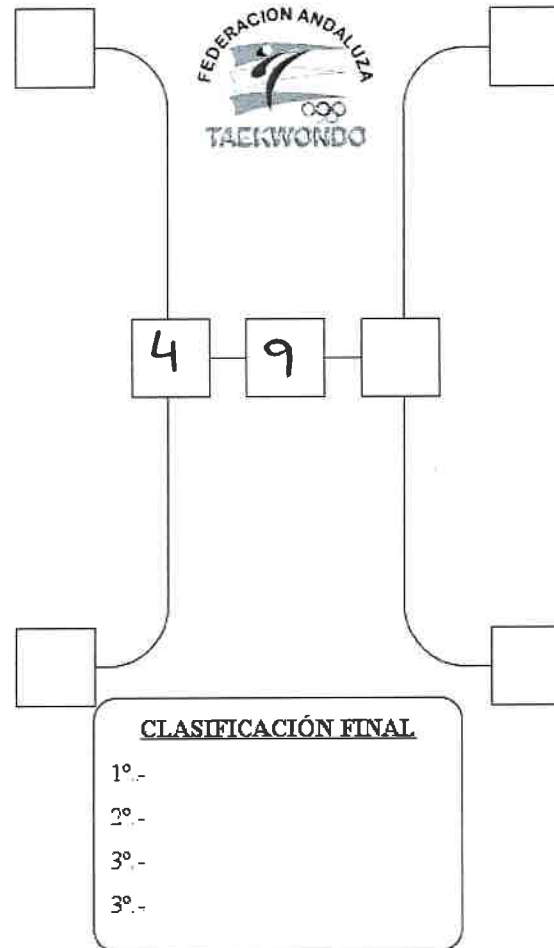 FEDERACION ANDALUZA
TAEKWONDO
4 9
CLASIFICACIÓN FINAL
1º.-
2º.-
3º.-
3º.-